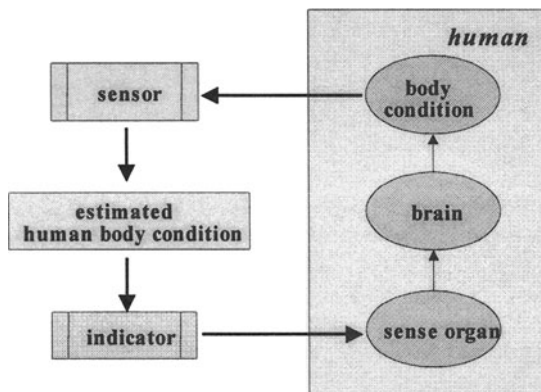 human
sensor
body
condition
estimated
human body condition
brain
indicator
sense organ